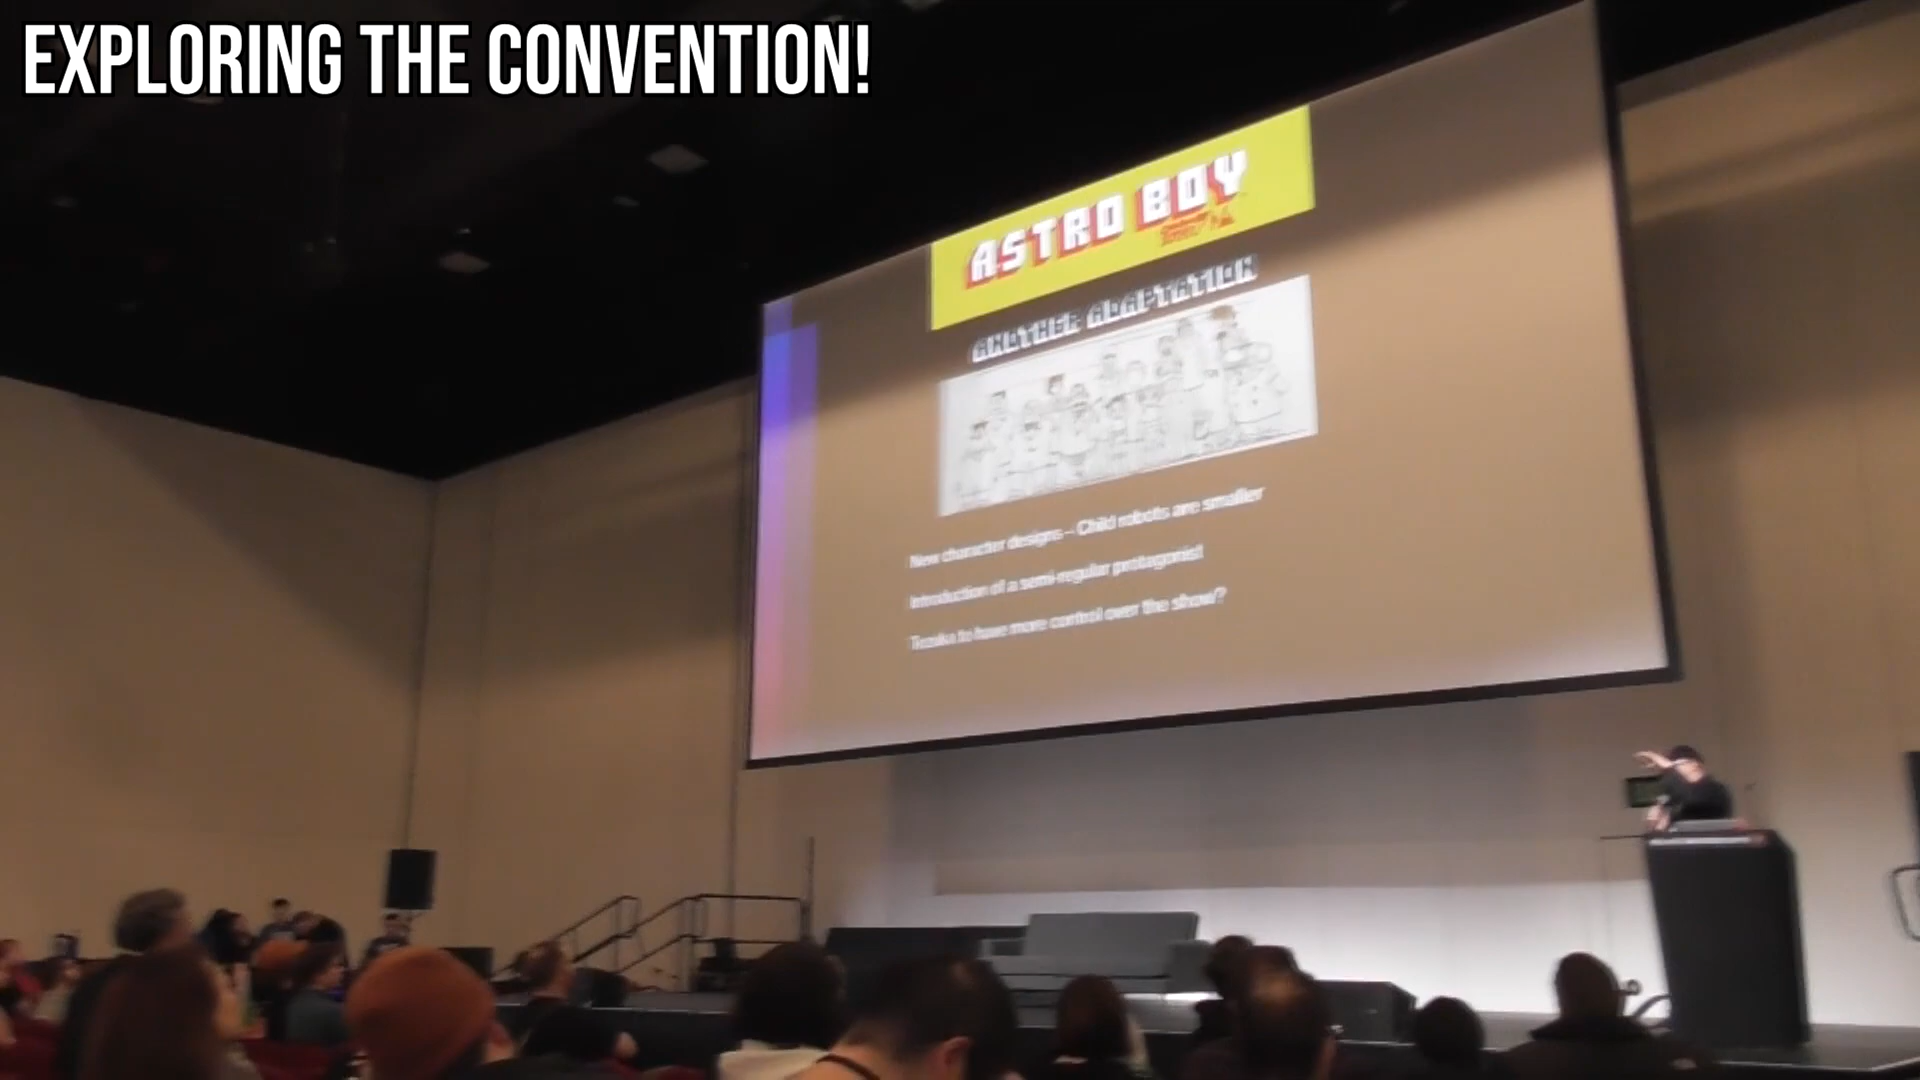 EXPLORING THE CONVENTION!
ASTRO BOY
ANOTHER ADAPTATION
New character designs – Child robots are smaller
Introduction of a semi-regular protagonist
Tezuka to have more control over the show?